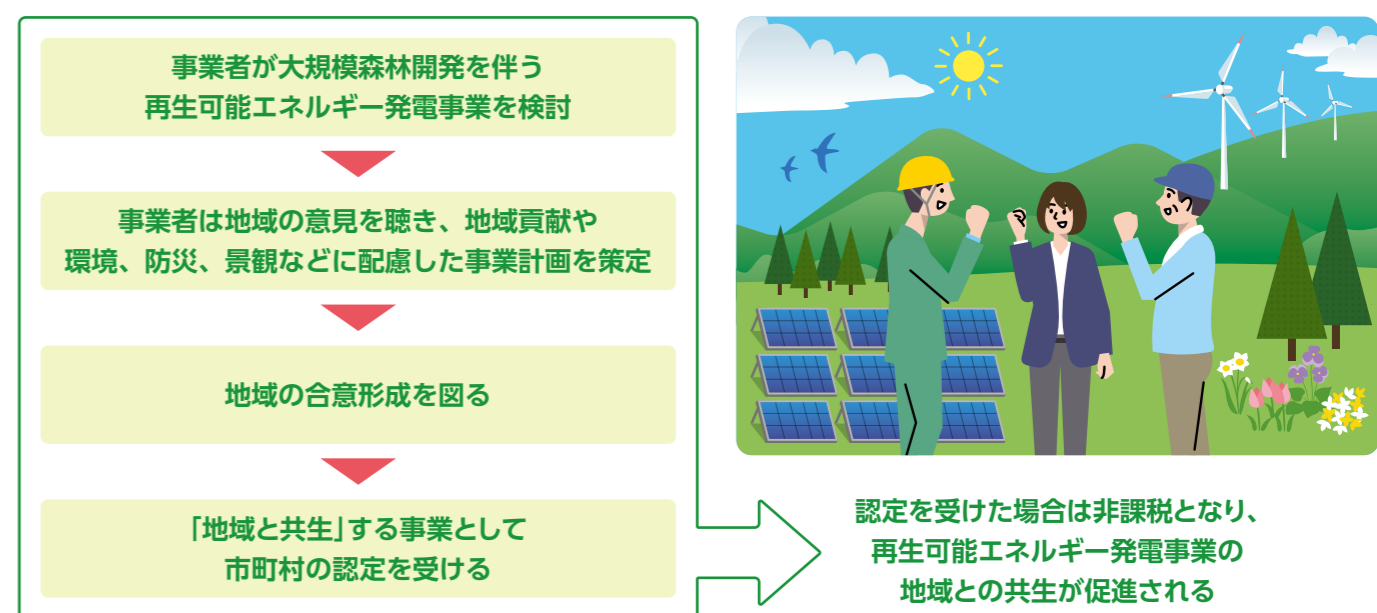 事業者が大規模森林開発を伴う
再生可能エネルギー発電事業を検討
事業者は地域の意見を聴き、地域貢献や
環境、防災、景観などに配慮した事業計画を策定
地域の合意形成を図る
「地域と共生」する事業として
市町村の認定を受ける
認定を受けた場合は非課税となり、
再生可能エネルギー発電事業の
地域との共生が促進される